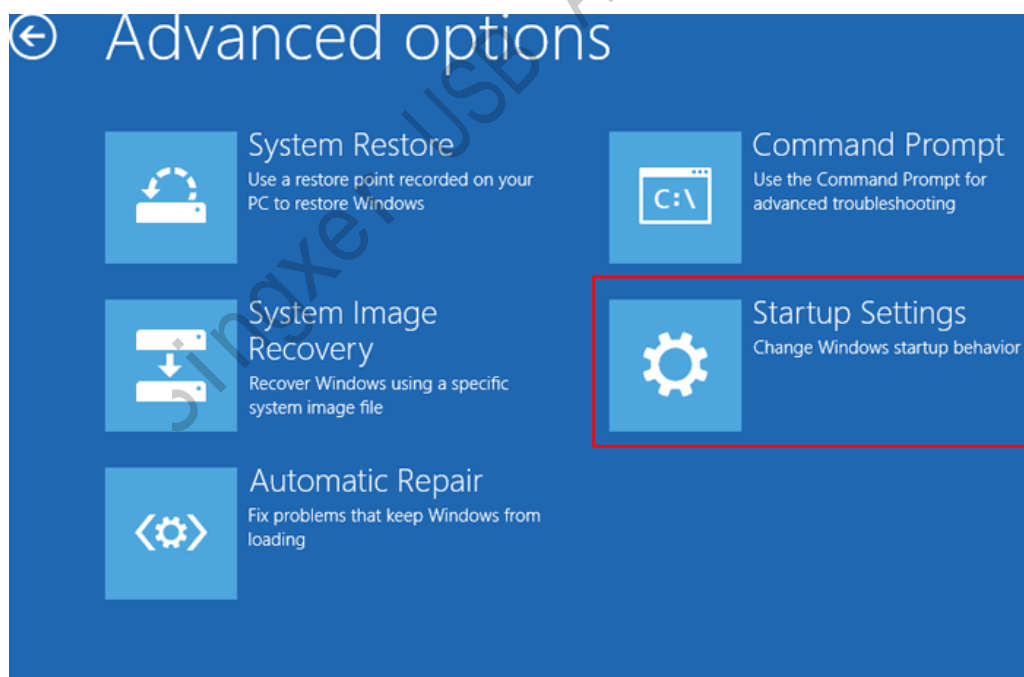 Advanced options
System Restore
Use a restore point recorded on your
PC to restore Windows
System Image
Recovery
Recover Windows using a specific
system image file
Automatic Repair
Fix problems that keep Windows from
loading
Command Prompt
Use the Command Prompt for
advanced troubleshooting
C:\
Startup Settings
Change Windows startup behavior
Singxer USB